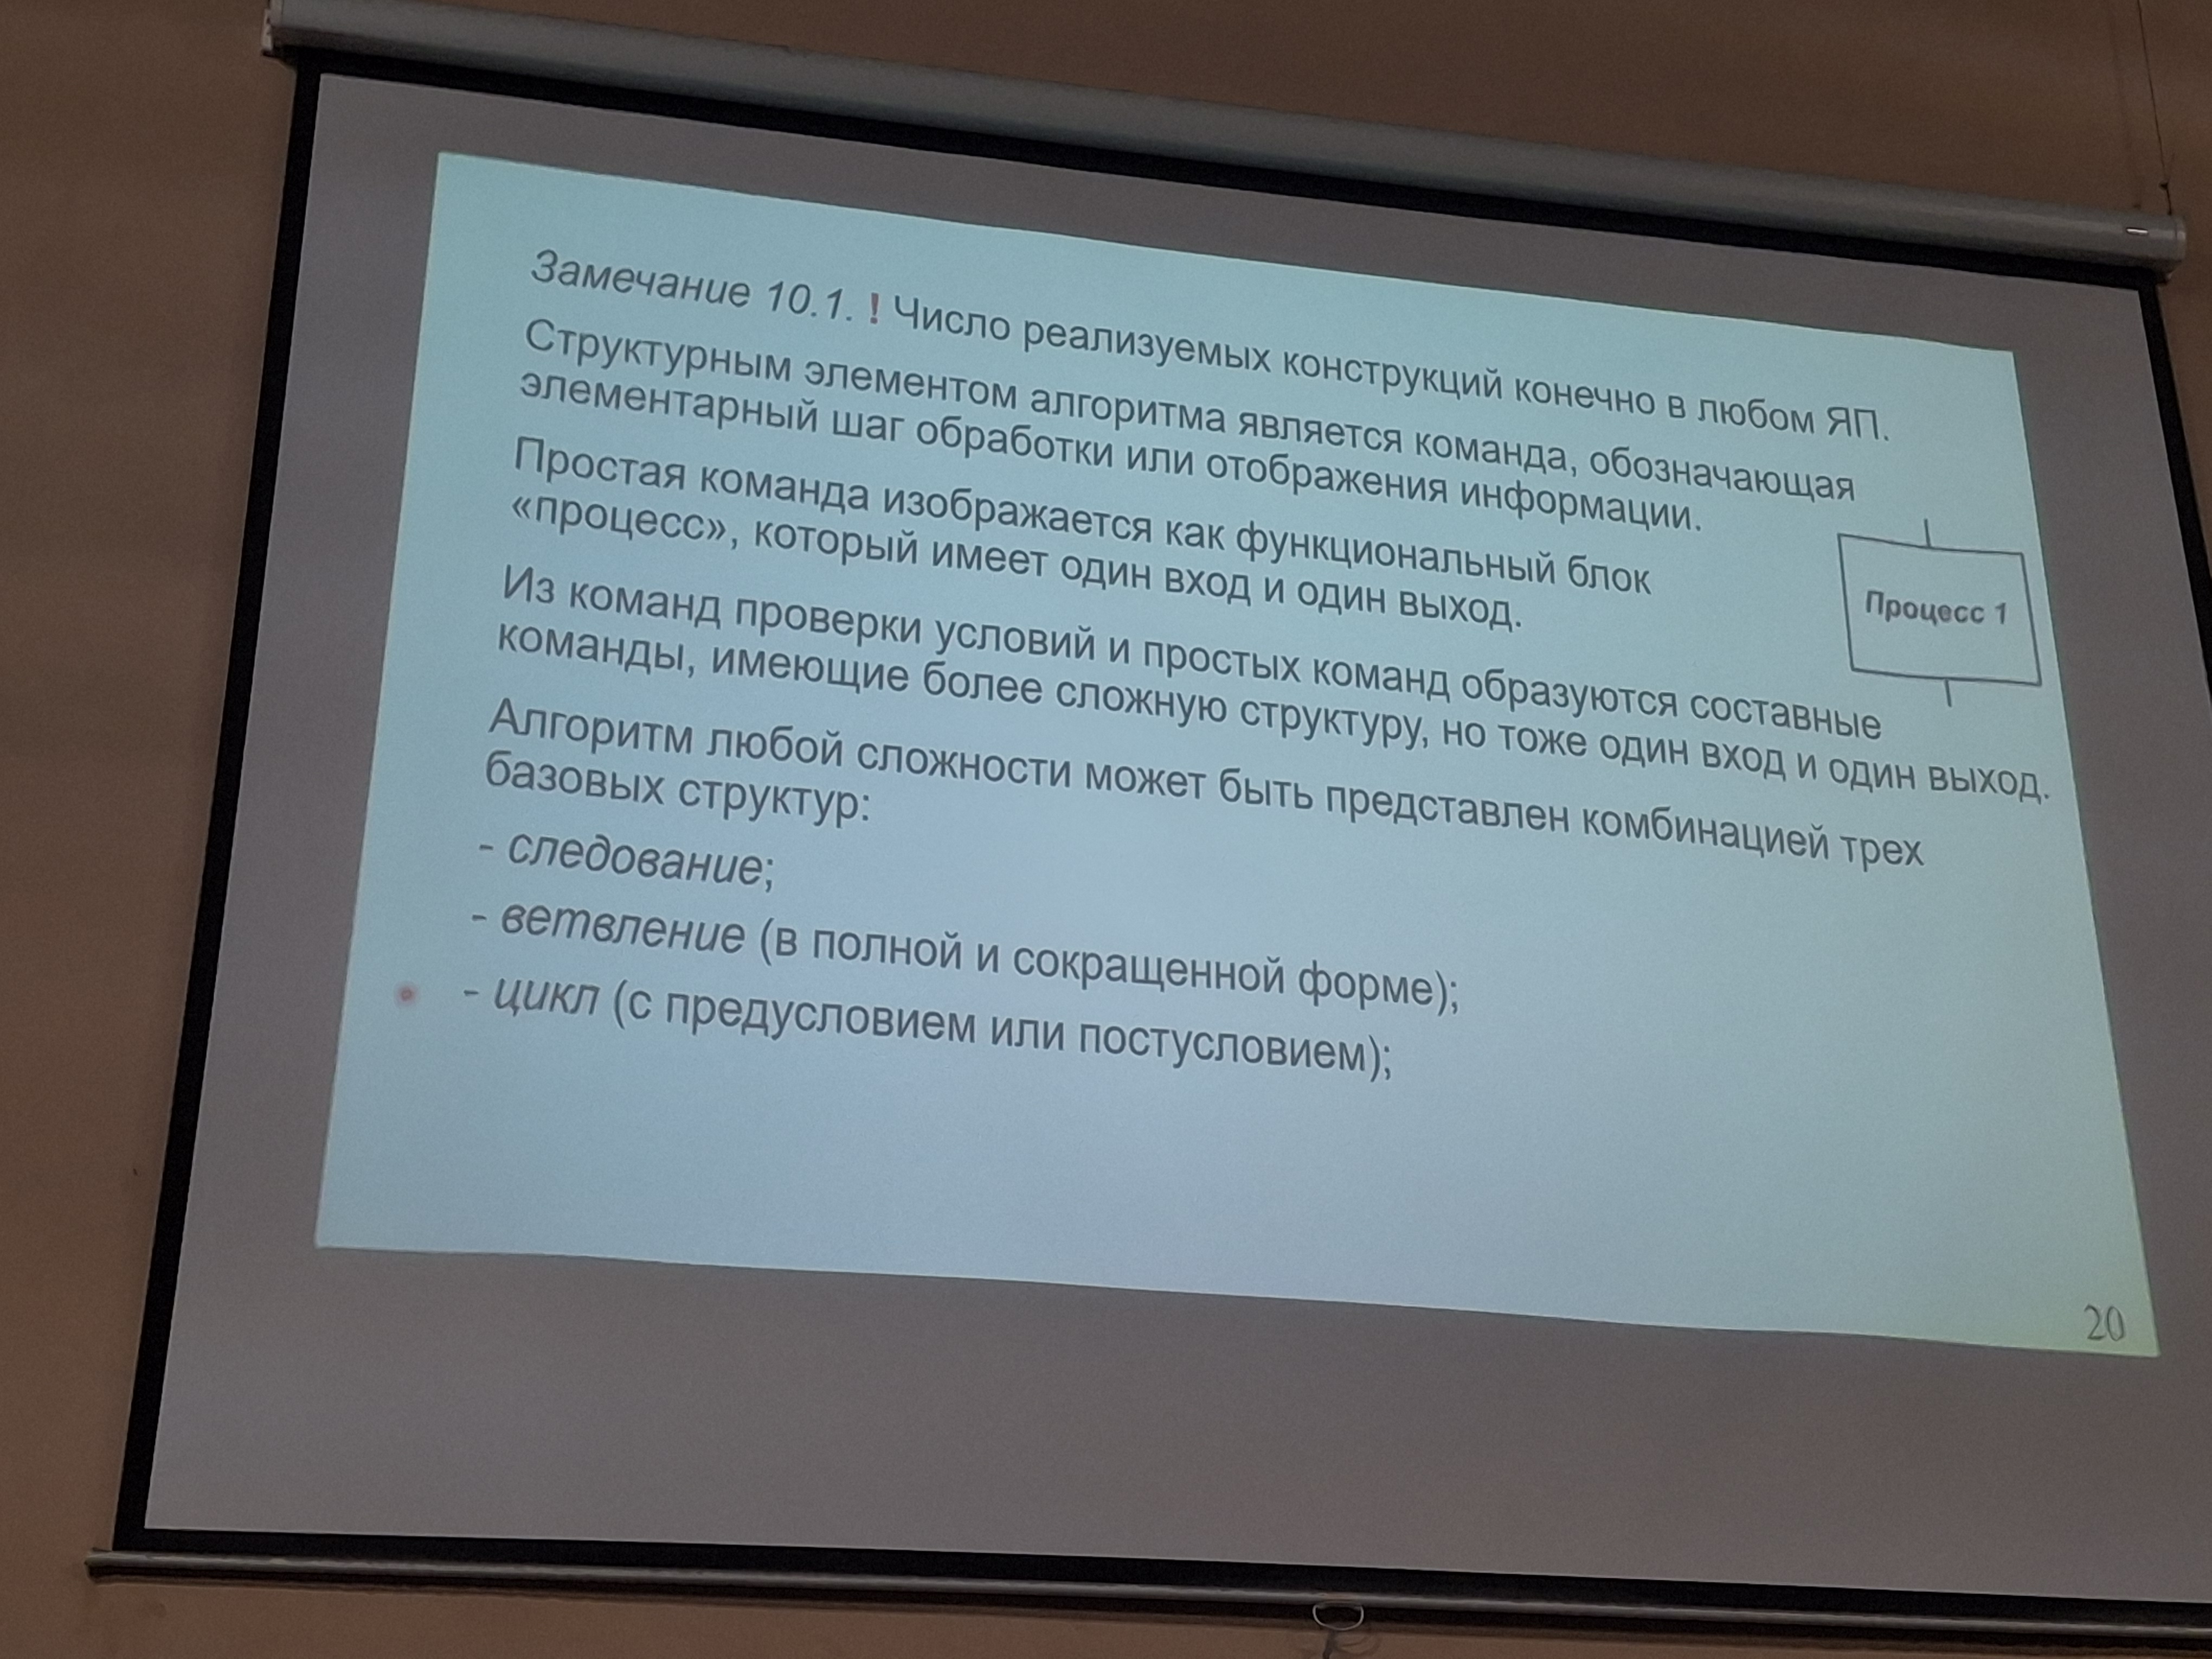 Замечание 10.1. ! Число реализуемых конструкций конечно в любом ЯП.
Структурным элементом алгоритма является команда, обозначающая
элементарный шаг обработки или отображения информации.
Простая команда изображается как функциональный блок
«процесс», который имеет один вход и один выход.
Процесс 1
Из команд проверки условий и простых команд образуются составные
команды, имеющие более сложную структуру, но тоже один вход и один выход.
Алгоритм любой сложности может быть представлен комбинацией трех
базовых структур:
- следование;
- ветвление (в полной и сокращенной форме);
- цикл (с предусловием или постусловием);
20